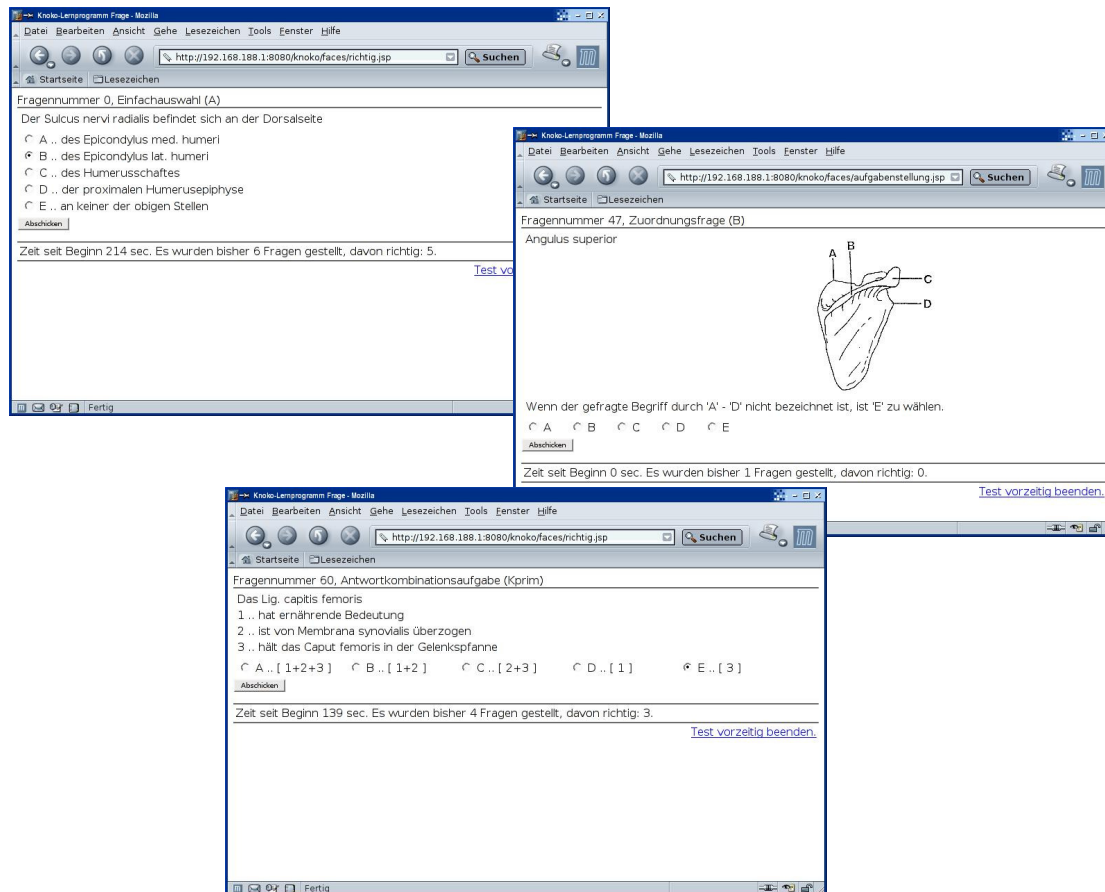 Knoko-Lernprogramm Frage - Mozilla
Datei Bearbeiten Ansicht Gehe Lesezeichen Tools Fenster Hilfe
http://192.168.188.1:8080/knoko/faces/richtig.jsp Suchen
Startseite Lesezeichen
Fragennummer 0, Einfachauswahl (A)
Der Sulcus nervi radialis befindet sich an der Dorsalseite
A .. des Epicondylus med. humeri
B .. des Epicondylus lat. humeri
C .. des Humerusschaftes
D .. der proximalen Humerusepiphyse
E .. an keiner der obigen Stellen
Abschicken
Zeit seit Beginn 214 sec. Es wurden bisher 6 Fragen gestellt, davon richtig: 5.
Test vo
Fertig
Knoko-Lernprogramm Frage - Mozilla
Datei Bearbeiten Ansicht Gehe Lesezeichen Tools Fenster Hilfe
http://192.168.188.1:8080/knoko/faces/aufgabenstellung.jsp Suchen
Startseite Lesezeichen
Fragennummer 47, Zuordnungsfrage (B)
Angulus superior
A B
C
D
Wenn der gefragte Begriff durch 'A' - 'D' nicht bezeichnet ist, ist 'E' zu wählen.
A B C D E
Abschicken
Zeit seit Beginn 0 sec. Es wurden bisher 1 Fragen gestellt, davon richtig: 0.
Test vorzeitig beenden.
Knoko-Lernprogramm Frage - Mozilla
Datei Bearbeiten Ansicht Gehe Lesezeichen Tools Fenster Hilfe
http://192.168.188.1:8080/knoko/faces/richtig.jsp Suchen
Startseite Lesezeichen
Fragennummer 60, Antwortkombinationsaufgabe (Kprim)
Das Lig. capitis femoris
1 .. hat ernährende Bedeutung
2 .. ist von Membrana synovialis überzogen
3 .. hält das Caput femoris in der Gelenkspfanne
A .. [ 1+2+3 ] B .. [ 1+2 ] C .. [ 2+3 ] D .. [ 1 ] E .. [ 3 ]
Abschicken
Zeit seit Beginn 139 sec. Es wurden bisher 4 Fragen gestellt, davon richtig: 3.
Test vorzeitig beenden.
Fertig